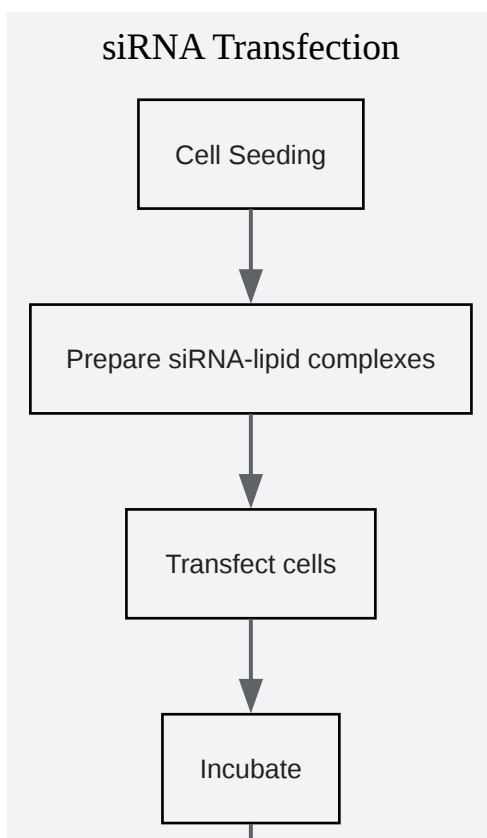 siRNA Transfection
Cell Seeding
Prepare siRNA-lipid complexes
Transfect cells
Incubate